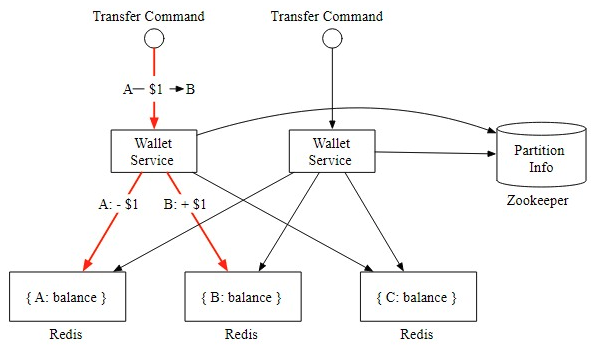 Transfer Command
Transfer Command
A— $1 →B
Wallet
Service
Wallet
Service
Partition
Info
Zookeeper
A: - $1
B: + $1
{ A: balance }
{ B: balance }
{ C: balance }
Redis
Redis
Redis